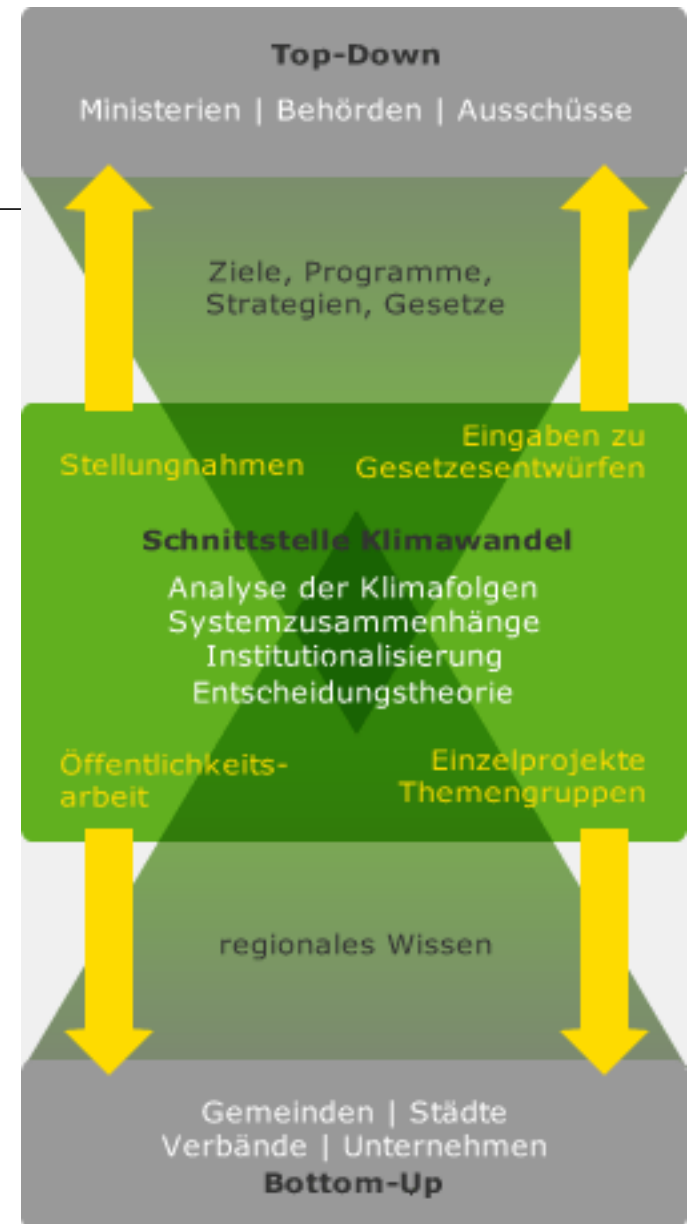 Top-Down
Ministerien | Behörden | Ausschüsse
Ziele, Programme,
Strategien, Gesetze
Stellungnahmen
Eingaben zu
Gesetzesentwürfen
Schnittstelle Klimawandel
Analyse der Klimafolgen
Systemzusammenhänge
Institutionalisierung
Entscheidungstheorie
Öffentlichkeits-
arbeit
Einzelprojekte
Themengruppen
regionales Wissen
Gemeinden | Städte
Verbände | Unternehmen
Bottom-Up